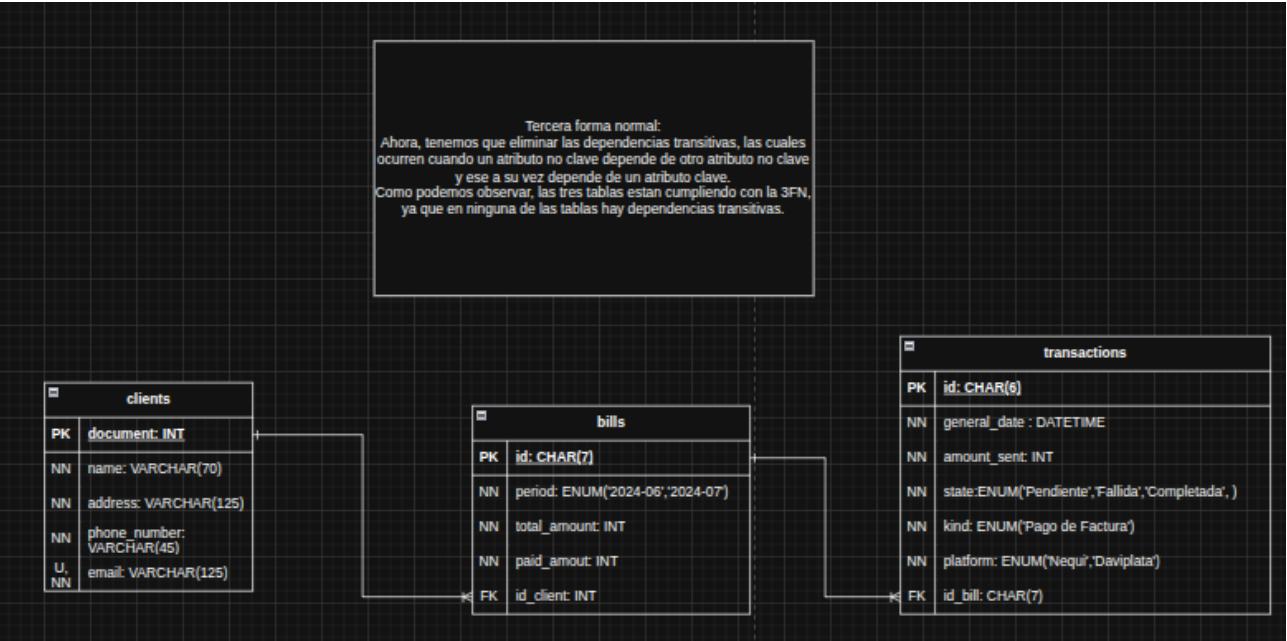 Tercera forma normal:
Ahora, tenemos que eliminar las dependencias transitivas, las cuales
ocurren cuando un atributo no clave depende de otro atributo no clave
y ese a su vez depende de un atributo clave.
Como podemos observar, las tres tablas estan cumpliendo con la 3FN,
ya que en ninguna de las tablas hay dependencias transitivas.
clients
PK document: INT
NN name: VARCHAR(70)
NN address: VARCHAR(125)
NN phone_number:
VARCHAR(45)
U,
NN email: VARCHAR(125)
bills
PK id: CHAR(7)
NN period: ENUM('2024-06','2024-07')
NN total_amount: INT
NN paid_amout: INT
FK id_client: INT
transactions
PK id: CHAR(6)
NN general_date : DATETIME
NN amount_sent: INT
NN state:ENUM('Pendiente','Fallida','Completada', )
NN kind: ENUM('Pago de Factura')
NN platform: ENUM('Nequi','Daviplata')
FK id_bill: CHAR(7)